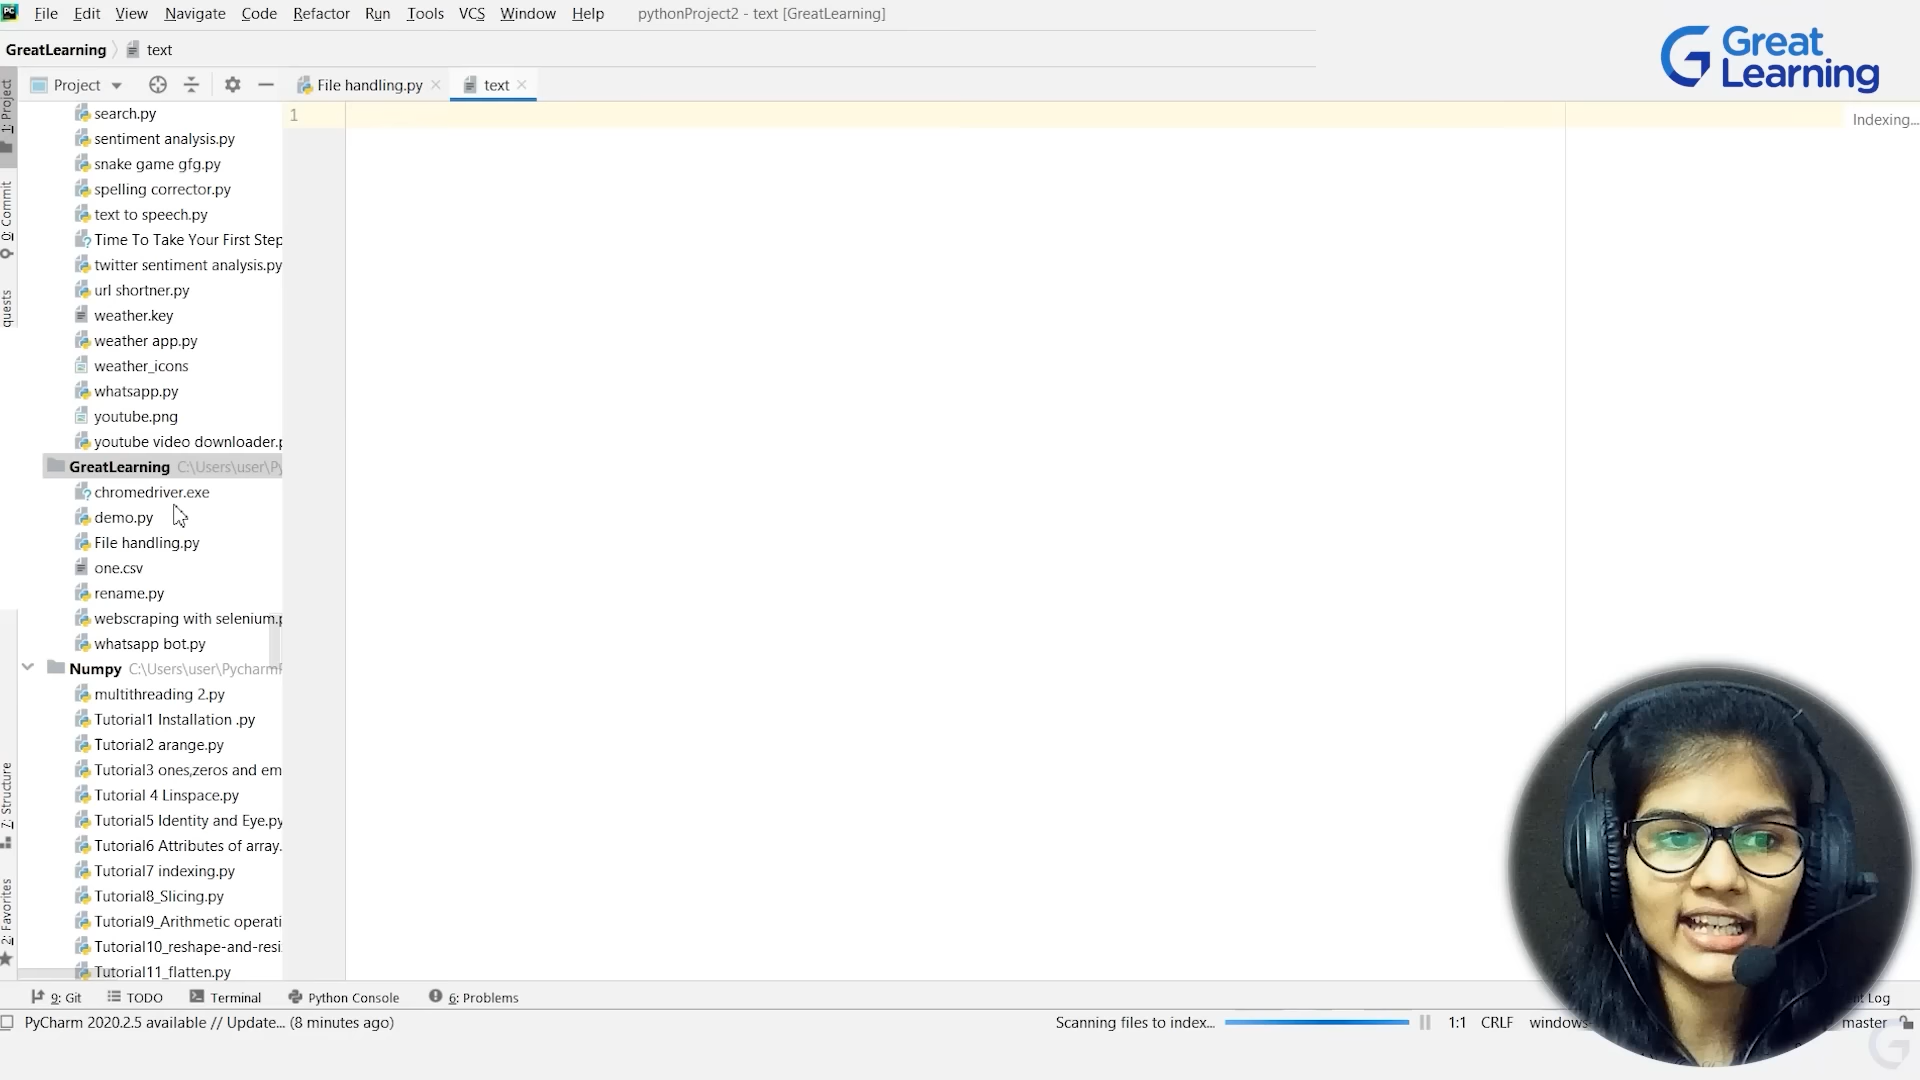 File Edit View Navigate Code Refactor Run Tools VCS Window Help pythonProject2 - text [GreatLearning]
Great
Learning
GreatLearning text
Project File handling.py text
1
Indexing...
1: Project
0: Commit
quests
7: Structure
2: Favorites
search.py
sentiment analysis.py
snake game gfg.py
spelling corrector.py
text to speech.py
Time To Take Your First Step
twitter sentiment analysis.py
url shortner.py
weather.key
weather app.py
weather_icons
whatsapp.py
youtube.png
youtube video downloader.p
GreatLearning C:\Users\user\Py
chromedriver.exe
demo.py
File handling.py
one.csv
rename.py
webscraping with selenium.p
whatsapp bot.py
Numpy C:\Users\user\Pycharm
multithreading 2.py
Tutorial1 Installation .py
Tutorial2 arange.py
Tutorial3 ones,zeros and em
Tutorial 4 Linspace.py
Tutorial5 Identity and Eye.py
Tutorial6 Attributes of array.
Tutorial7 indexing.py
Tutorial8_Slicing.py
Tutorial9_Arithmetic operati
Tutorial10_reshape-and-resi
Tutorial11_flatten.py
9: Git TODO Terminal Python Console 6: Problems t Log
PyCharm 2020.2.5 available // Update... (8 minutes ago) Scanning files to index... 1:1 CRLF windows- master